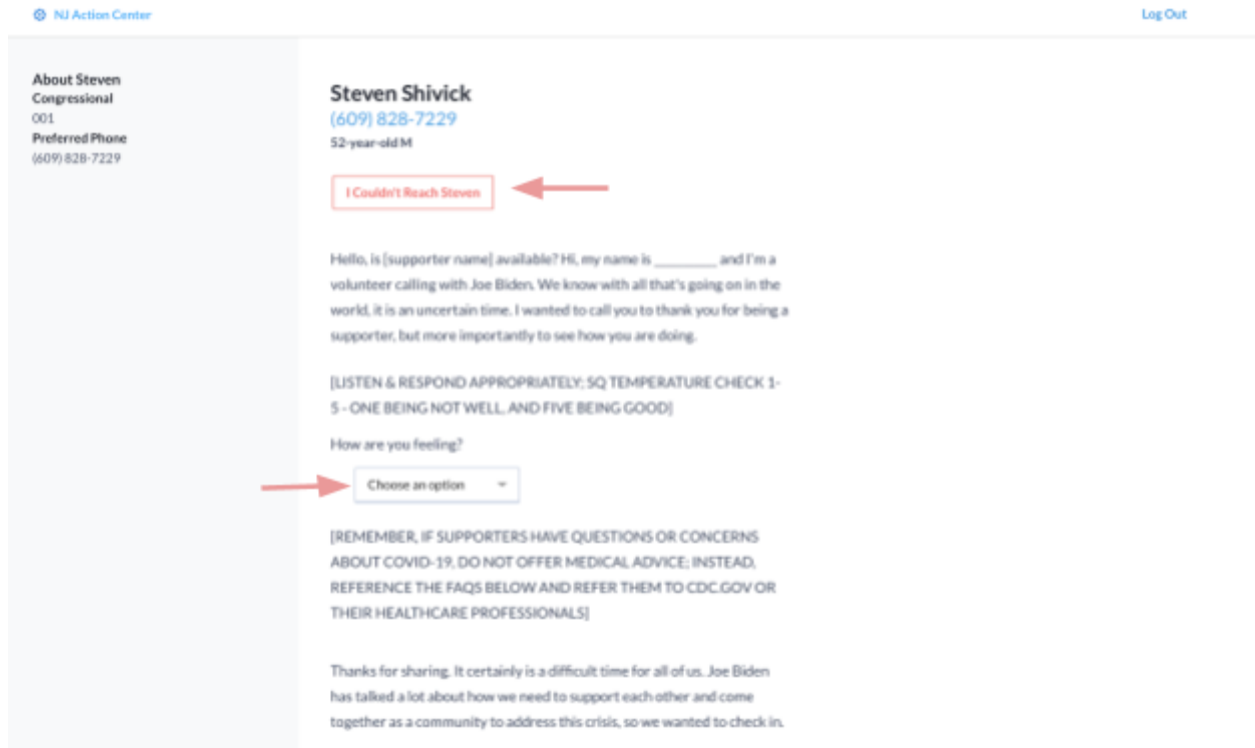 NJ Action Center
Log Out
About Steven
Congressional
001
Preferred Phone
(609) 828-7229
Steven Shivick
(609) 828-7229
52-year-old M
I Couldn't Reach Steven
Hello, is [supporter name] available? Hi, my name is _________ and I'm a
volunteer calling with Joe Biden. We know with all that's going on in the
world, it is an uncertain time. I wanted to call you to thank you for being a
supporter, but more importantly to see how you are doing.
[LISTEN & RESPOND APPROPRIATELY; SQ TEMPERATURE CHECK 1-
5 - ONE BEING NOT WELL, AND FIVE BEING GOOD]
How are you feeling?
Choose an option
[REMEMBER, IF SUPPORTERS HAVE QUESTIONS OR CONCERNS
ABOUT COVID-19, DO NOT OFFER MEDICAL ADVICE; INSTEAD,
REFERENCE THE FAQS BELOW AND REFER THEM TO CDC.GOV OR
THEIR HEALTHCARE PROFESSIONALS]
Thanks for sharing. It certainly is a difficult time for all of us. Joe Biden
has talked a lot about how we need to support each other and come
together as a community to address this crisis, so we wanted to check in.